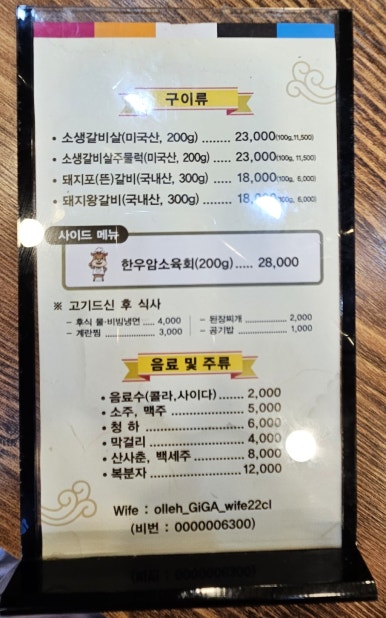 구이류
• 소생갈비살(미국산, 200g) ........ 23,000(100g,11,500)
• 소생갈비살주물럭(미국산, 200g) ..... 23,000(100g,11,500)
• 돼지포(뜬)갈비(국내산, 300g) ..... 18,000(100g, 6,000)
• 돼지왕갈비(국내산, 300g) ........ 18,000(100g, 6,000)
사이드 메뉴
한우암소육회(200g)..... 28,000
※ 고기드신 후 식사
– 후식 물·비빔냉면 ..... 4,000 – 된장찌개 .................... 2,000
– 계란찜 ..................... 3,000 – 공기밥 ....................... 1,000
음료 및 주류
• 음료수(콜라,사이다)....... 2,000
• 소주, 맥주 ..................... 5,000
• 청 하 .............................. 6,000
• 막걸리 ........................... 4,000
• 산사춘, 백세주 .............. 8,000
• 복분자 ..........................12,000
Wife : olleh_GiGA_wife22cl
(비번 : 0000006300)